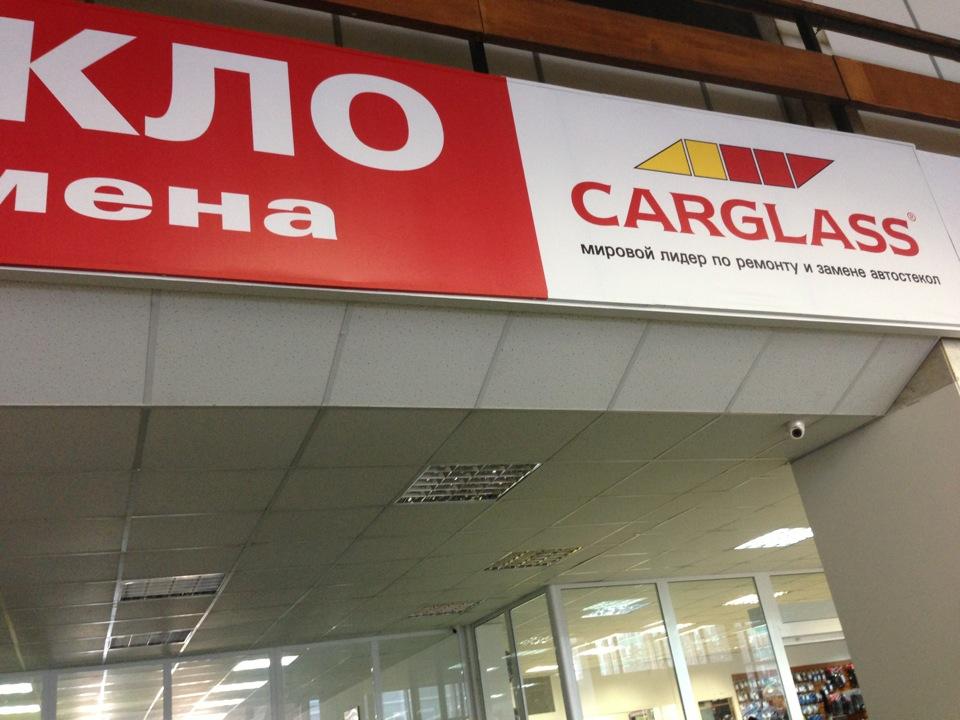 КЛО
мена
CARGLASS®
мировой лидер по ремонту и замене автостекол